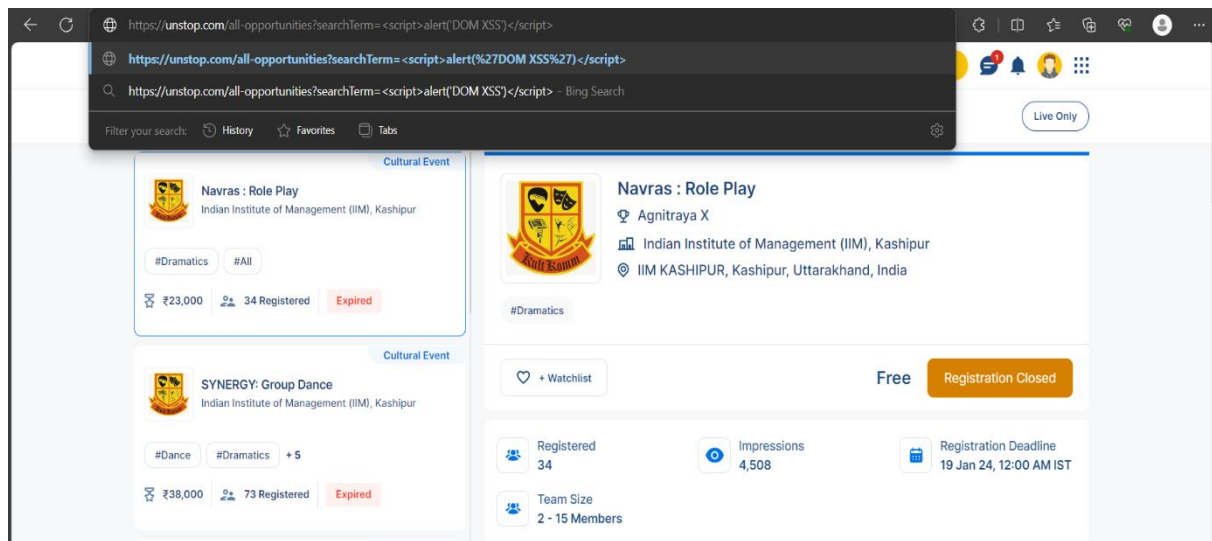 https://unstop.com/all-opportunities?searchTerm=<script>alert('DOM XSS')</script>
https://unstop.com/all-opportunities?searchTerm=<script>alert(%27DOM XSS%27)</script>
https://unstop.com/all-opportunities?searchTerm=<script>alert('DOM XSS')</script> - Bing Search
Filter your search: History Favorites Tabs
Live Only
Cultural Event
Navras : Role Play
Indian Institute of Management (IIM), Kashipur
#Dramatics #All
₹23,000 34 Registered Expired
Cultural Event
SYNERGY: Group Dance
Indian Institute of Management (IIM), Kashipur
#Dance #Dramatics + 5
₹38,000 73 Registered Expired
Kult Komm
Navras : Role Play
Agnitraya X
Indian Institute of Management (IIM), Kashipur
IIM KASHIPUR, Kashipur, Uttarakhand, India
#Dramatics
+ Watchlist
Free Registration Closed
Registered
34
Impressions
4,508
Registration Deadline
19 Jan 24, 12:00 AM IST
Team Size
2 - 15 Members